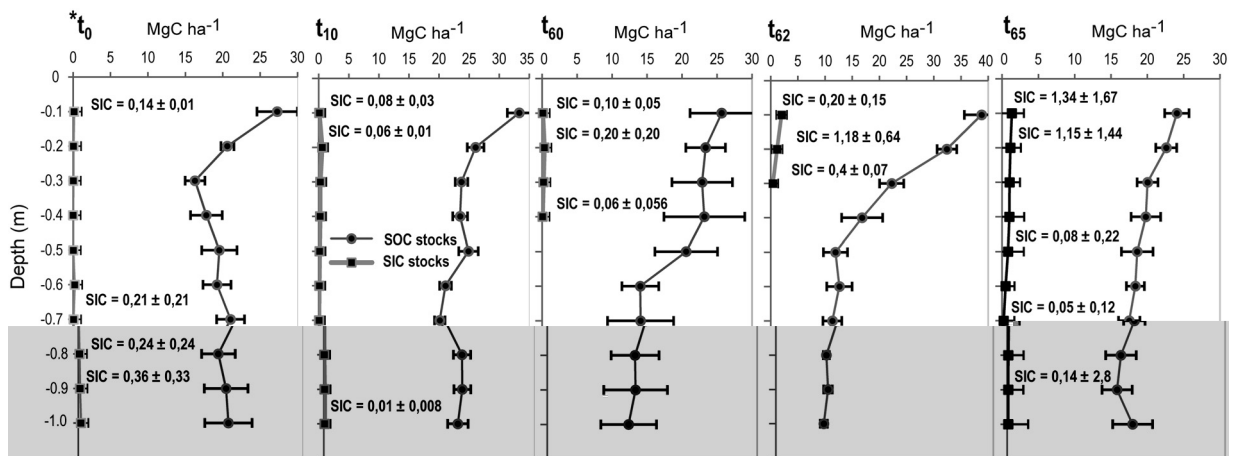 *t0 MgC ha-1 t10 MgC ha-1 t60 MgC ha-1 t62 MgC ha-1 t65 MgC ha-1
0 5 10 15 20 25 30 0 5 10 15 20 25 30 35 0 5 10 15 20 25 30 0 5 10 15 20 25 30 35 40 0 5 10 15 20 25 30
Depth (m)
0
-0.1
-0.2
-0.3
-0.4
-0.5
-0.6
-0.7
-0.8
-0.9
-1.0
SIC = 0,14 ± 0,01
SIC = 0,21 ± 0,21
SIC = 0,24 ± 0,24
SIC = 0,36 ± 0,33
SIC = 0,08 ± 0,03
SIC = 0,06 ± 0,01
SOC stocks
SIC stocks
SIC = 0,01 ± 0,008
SIC = 0,10 ± 0,05
SIC = 0,20 ± 0,20
SIC = 0,06 ± 0,056
SIC = 0,20 ± 0,15
SIC = 1,18 ± 0,64
SIC = 0,4 ± 0,07
SIC = 1,34 ± 1,67
SIC = 1,15 ± 1,44
SIC = 0,08 ± 0,22
SIC = 0,05 ± 0,12
SIC = 0,14 ± 2,8